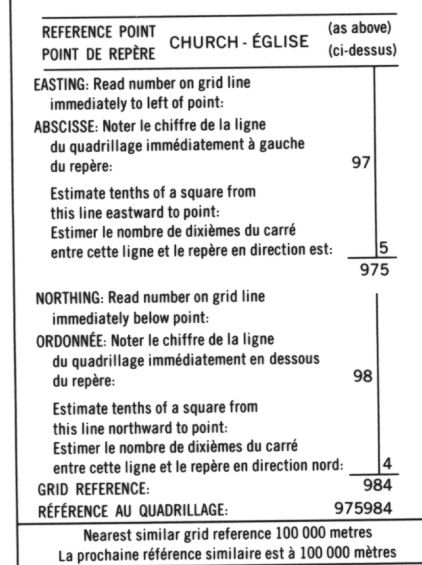 REFERENCE POINT
POINT DE REPÈRE
CHURCH - ÉGLISE
(as above)
(ci-dessus)
EASTING: Read number on grid line
immediately to left of point:
ABSCISSE: Noter le chiffre de la ligne
du quadrillage immédiatement à gauche
du repère: 97
Estimate tenths of a square from
this line eastward to point:
Estimer le nombre de dixièmes du carré
entre cette ligne et le repère en direction est: 5
975
NORTHING: Read number on grid line
immediately below point:
ORDONNÉE: Noter le chiffre de la ligne
du quadrillage immédiatement en dessous
du repère: 98
Estimate tenths of a square from
this line northward to point:
Estimer le nombre de dixièmes du carré
entre cette ligne et le repère en direction nord: 4
GRID REFERENCE: 984
RÉFÉRENCE AU QUADRILLAGE: 975984
Nearest similar grid reference 100 000 metres
La prochaine référence similaire est à 100 000 mètres